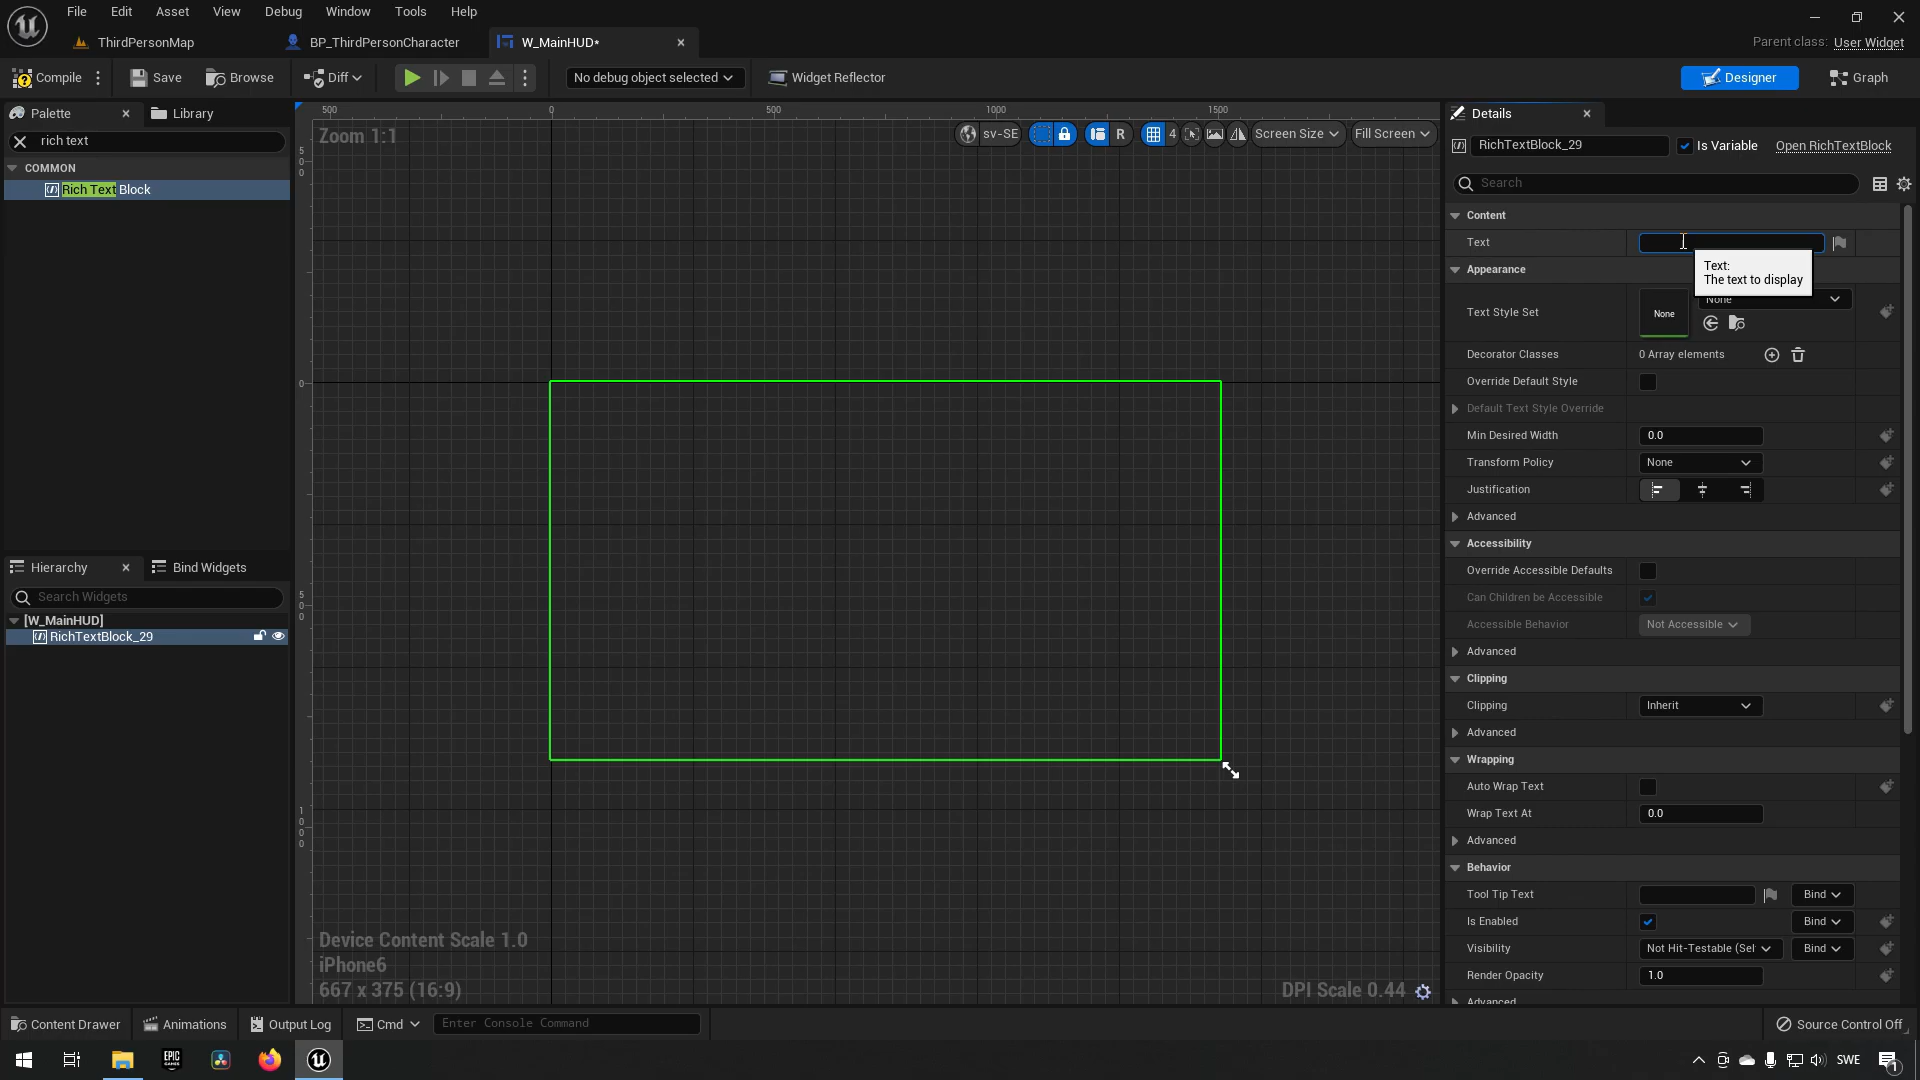 File Edit Asset View Debug Window Tools Help
ThirdPersonMap BP_ThirdPersonCharacter W_MainHUD*
Parent class: User Widget
Compile Save Browse Diff No debug object selected Widget Reflector Designer Graph
Palette Library
rich text
COMMON
Rich Text Block
Hierarchy Bind Widgets
Search Widgets
[W_MainHUD]
RichTextBlock_29
500 0 500 1000 1500
Zoom 1:1
sv-SE R 4 Screen Size Fill Screen
500
0
500
1000
Device Content Scale 1.0
iPhone6
667 x 375 (16:9)
DPI Scale 0.44
Details
RichTextBlock_29 Is Variable Open RichTextBlock
Search
Content
Text
Text:
The text to display
Appearance
Text Style Set None None
Decorator Classes 0 Array elements
Override Default Style
Default Text Style Override
Min Desired Width 0.0
Transform Policy None
Justification
Advanced
Accessibility
Override Accessible Defaults
Can Children be Accessible
Accessible Behavior Not Accessible
Advanced
Clipping
Clipping Inherit
Advanced
Wrapping
Auto Wrap Text
Wrap Text At 0.0
Advanced
Behavior
Tool Tip Text Bind
Is Enabled Bind
Visibility Not Hit-Testable (Sel Bind
Render Opacity 1.0
Advanced
Content Drawer Animations Output Log Cmd Enter Console Command Source Control Off
EPIC GAMES
SWE 1